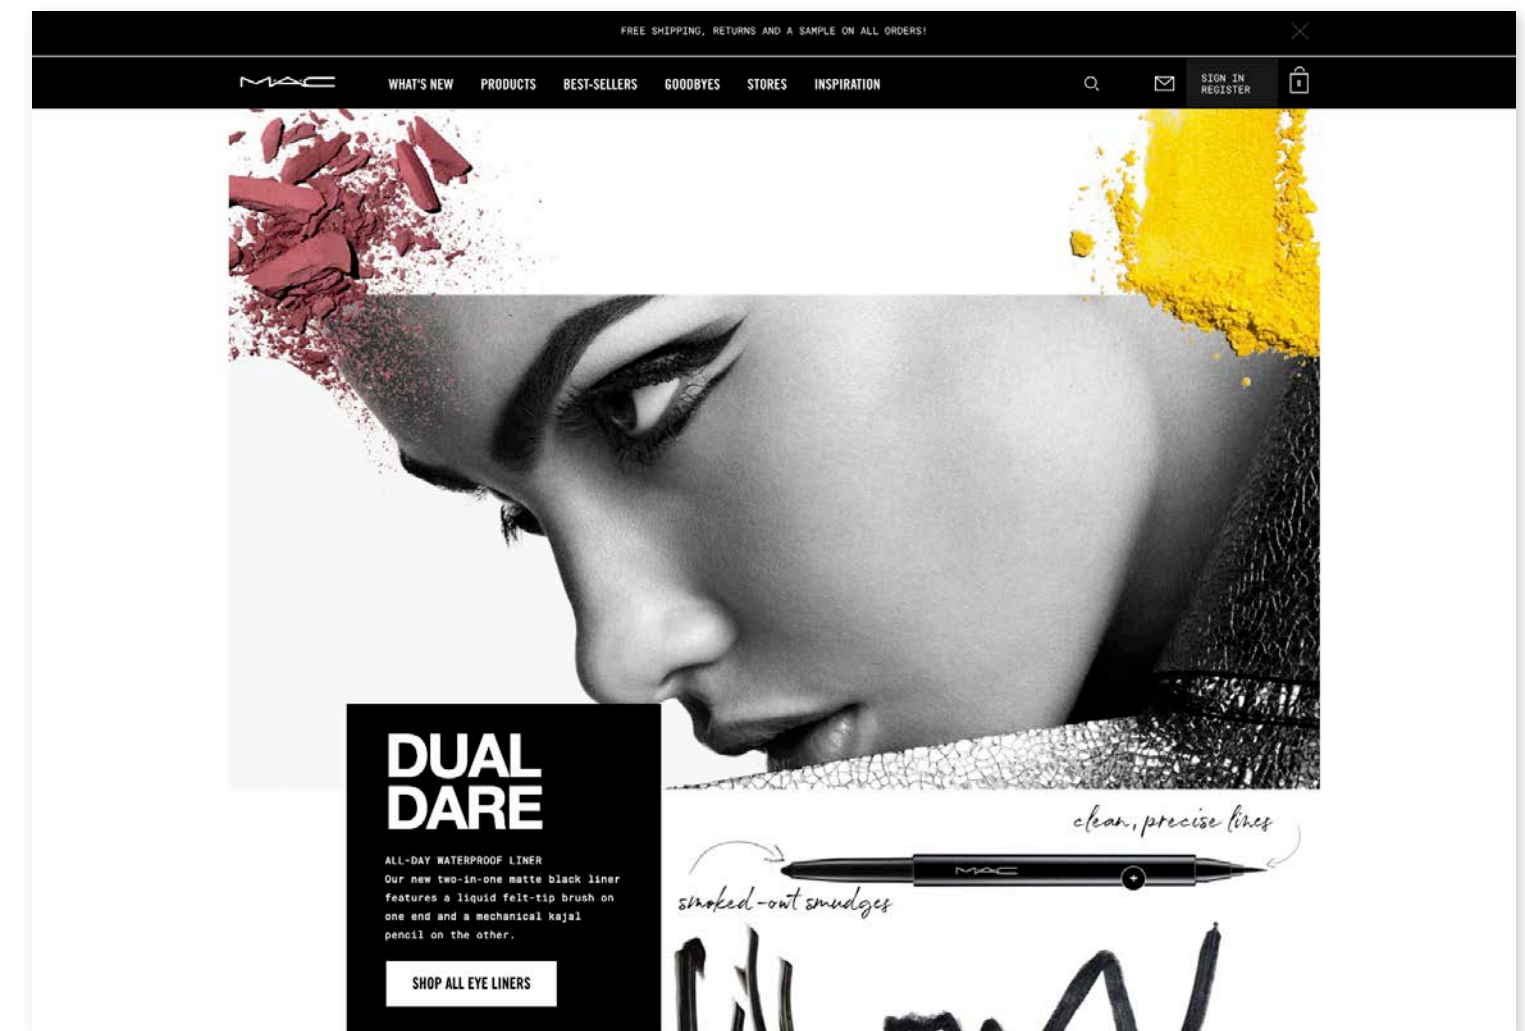 FREE SHIPPING, RETURNS AND A SAMPLE ON ALL ORDERS!
MAC
WHAT'S NEW PRODUCTS BEST-SELLERS GOODBYES STORES INSPIRATION
SIGN IN
REGISTER
0
DUAL
DARE
ALL-DAY WATERPROOF LINER
Our new two-in-one matte black liner
features a liquid felt-tip brush on
one end and a mechanical kajal
pencil on the other.
SHOP ALL EYE LINERS
clean, precise lines
MAC
smoked-out smudges